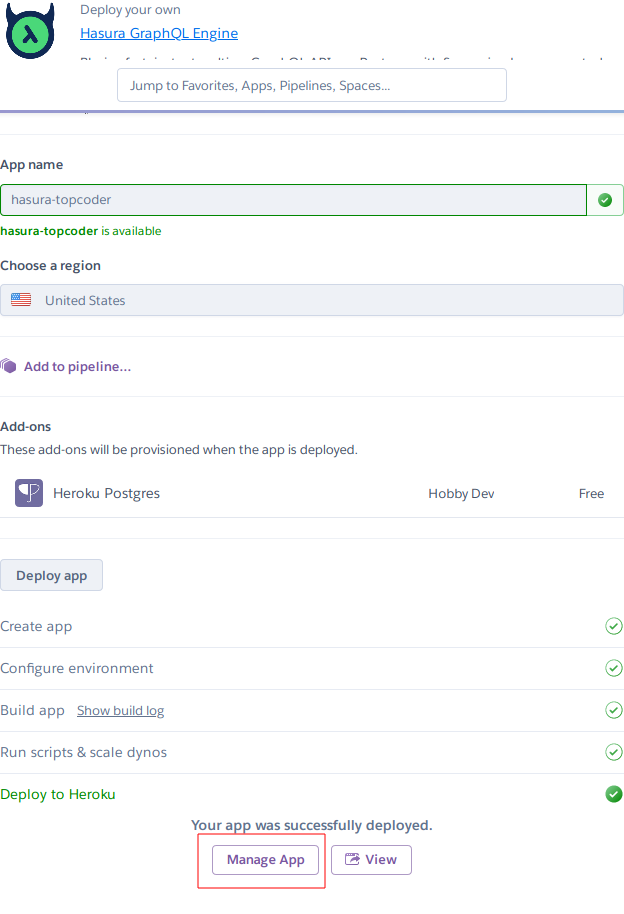 Deploy your own
Hasura GraphQL Engine
Jump to Favorites, Apps, Pipelines, Spaces...
App name
hasura-topcoder
hasura-topcoder is available
Choose a region
United States
Add to pipeline...
Add-ons
These add-ons will be provisioned when the app is deployed.
Heroku Postgres Hobby Dev Free
Deploy app
Create app
Configure environment
Build app Show build log
Run scripts & scale dynos
Deploy to Heroku
Your app was successfully deployed.
Manage App View